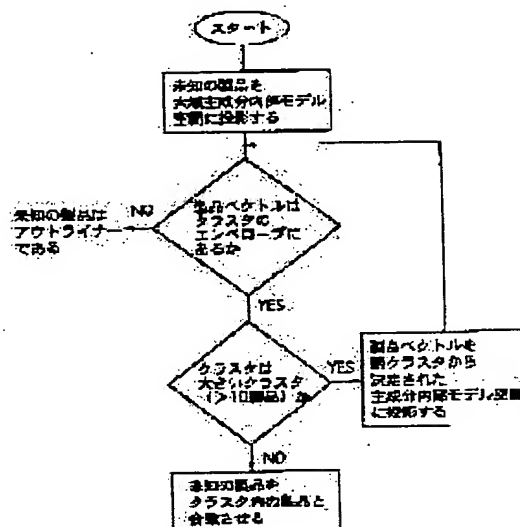 スタート
未知の製品を
大域主成分内部モデル
空間に投影する
製品ベクトルは
クラスタの
エンベロープに
あるか
NO
未知の製品は
アウトライナー
である
YES
クラスタは
大きいクラスタ
(>10製品)か
YES
製品ベクトルを
クラスタから
決定された
主成分内部モデル空間
に投影する
NO
未知の製品を
クラスタ内の製品と
合致させる